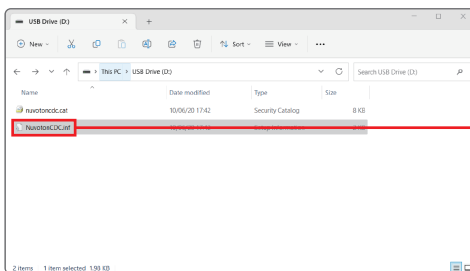 USB Drive (D:)
New Sort View
This PC > USB Drive (D:) Search USB Drive (D:)
Name Date modified Type Size
nuvotoncdc.cat 10/06/20 17:42 Security Catalog 8 KB
NuvotonCDC.inf
2 items 1 item selected 1.98 KB